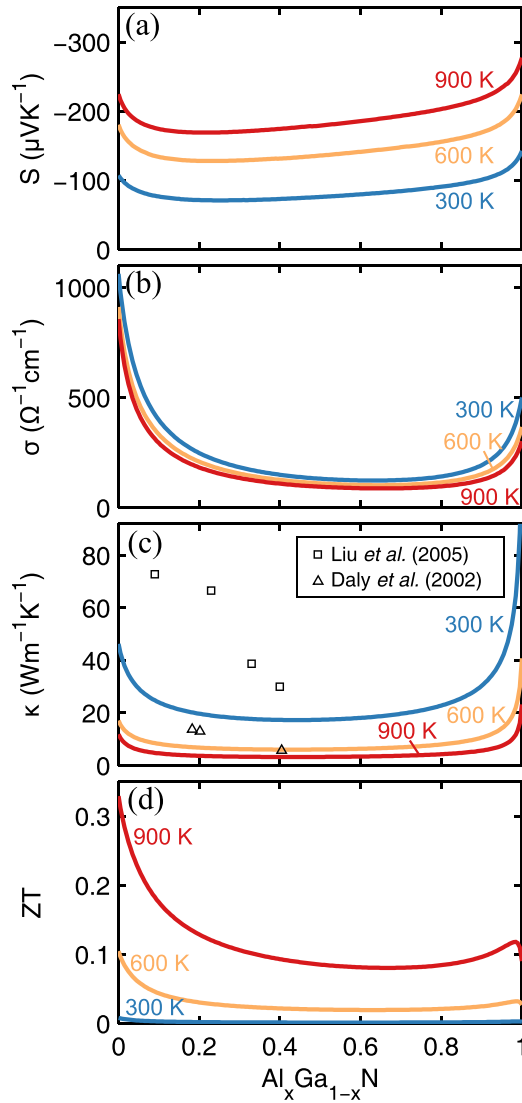 (a)
S (μVK⁻¹)
−300
−200
−100
0
900 K
600 K
300 K
(b)
σ (Ω⁻¹cm⁻¹)
1000
500
0
300 K
600 K
900 K
(c)
κ (Wm⁻¹K⁻¹)
80
60
40
20
0
Liu et al. (2005)
Daly et al. (2002)
300 K
600 K
900 K
(d)
ZT
0.3
0.2
0.1
0
900 K
600 K
300 K
0 0.2 0.4 0.6 0.8 1
AlₓGa₁₋ₓN